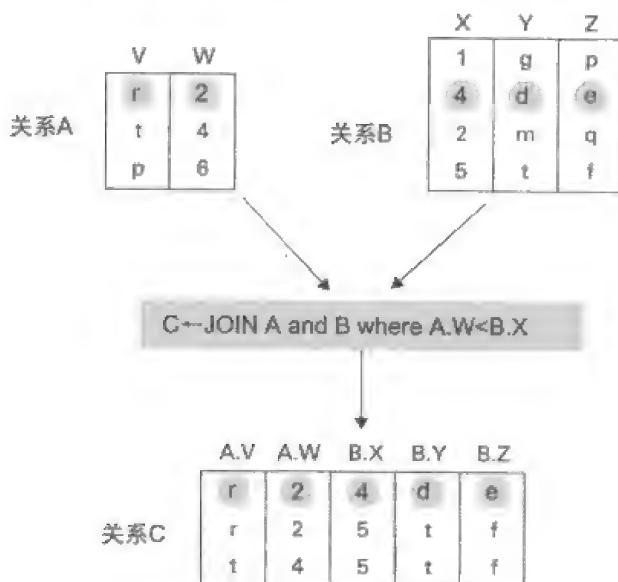 V W
r 2
t 4
p 6
关系A
X Y Z
1 g p
4 d e
2 m q
5 t f
关系B
C←JOIN A and B where A.W<B.X
A.V A.W B.X B.Y B.Z
r 2 4 d e
r 2 5 t f
t 4 5 t f
关系C